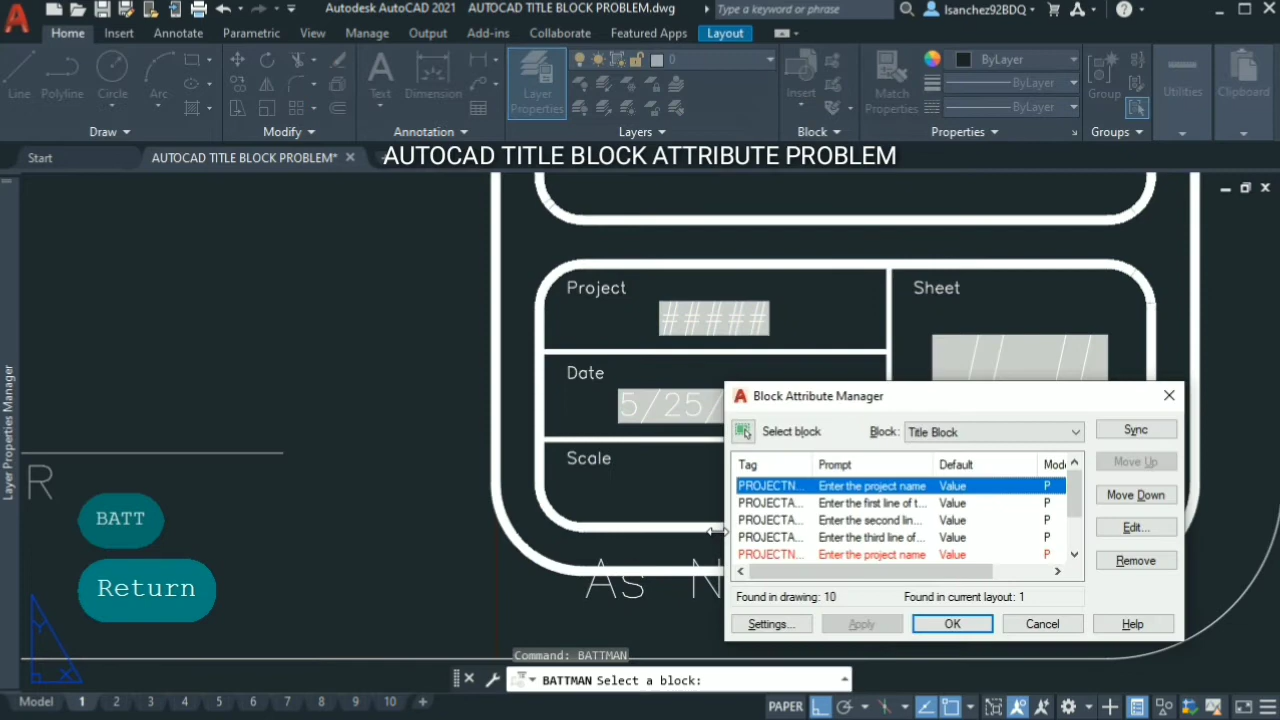 Autodesk AutoCAD 2021 AUTOCAD TITLE BLOCK PROBLEM.dwg
Type a keyword or phrase
lsanchez92BDQ
Home Insert Annotate Parametric View Manage Output Add-ins Collaborate Featured Apps Layout
Line Polyline Circle Arc
Text Dimension
Layer Properties
0
Insert
Match Properties
ByLayer
ByLayer
ByLayer
Group
Utilities
Clipboard
Draw Modify Annotation Layers Block Properties Groups
Start
AUTOCAD TITLE BLOCK PROBLEM*
AUTOCAD TITLE BLOCK ATTRIBUTE PROBLEM
Layer Properties Manager
Project
#####
Sheet
Date
5/25/
Scale
As N
R
BATT
Return
Y
X
Block Attribute Manager
Select block
Block: Title Block
Sync
Tag Prompt Default Mod
PROJECTN... Enter the project name Value P
PROJECTA... Enter the first line of t... Value P
PROJECTA... Enter the second lin... Value P
PROJECTA... Enter the third line of... Value P
PROJECTN... Enter the project name Value P
Move Up
Move Down
Edit...
Remove
Found in drawing: 10 Found in current layout: 1
Settings... Apply OK Cancel Help
Command: BATTMAN
BATTMAN Select a block:
Model 1 2 3 4 5 6 7 8 9 10 +
PAPER